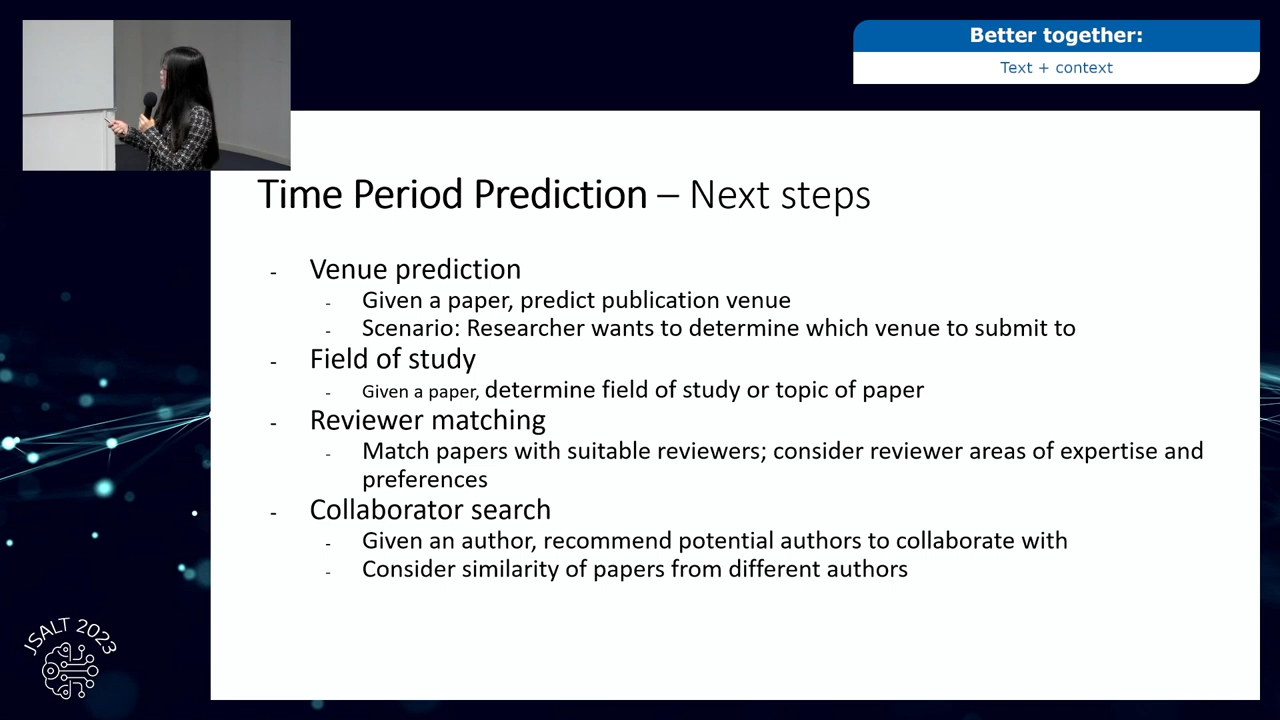 Better together:
Text + context
Time Period Prediction – Next steps
- Venue prediction
- Given a paper, predict publication venue
- Scenario: Researcher wants to determine which venue to submit to
- Field of study
- Given a paper, determine field of study or topic of paper
- Reviewer matching
- Match papers with suitable reviewers; consider reviewer areas of expertise and
preferences
- Collaborator search
- Given an author, recommend potential authors to collaborate with
- Consider similarity of papers from different authors
JSALT 2023